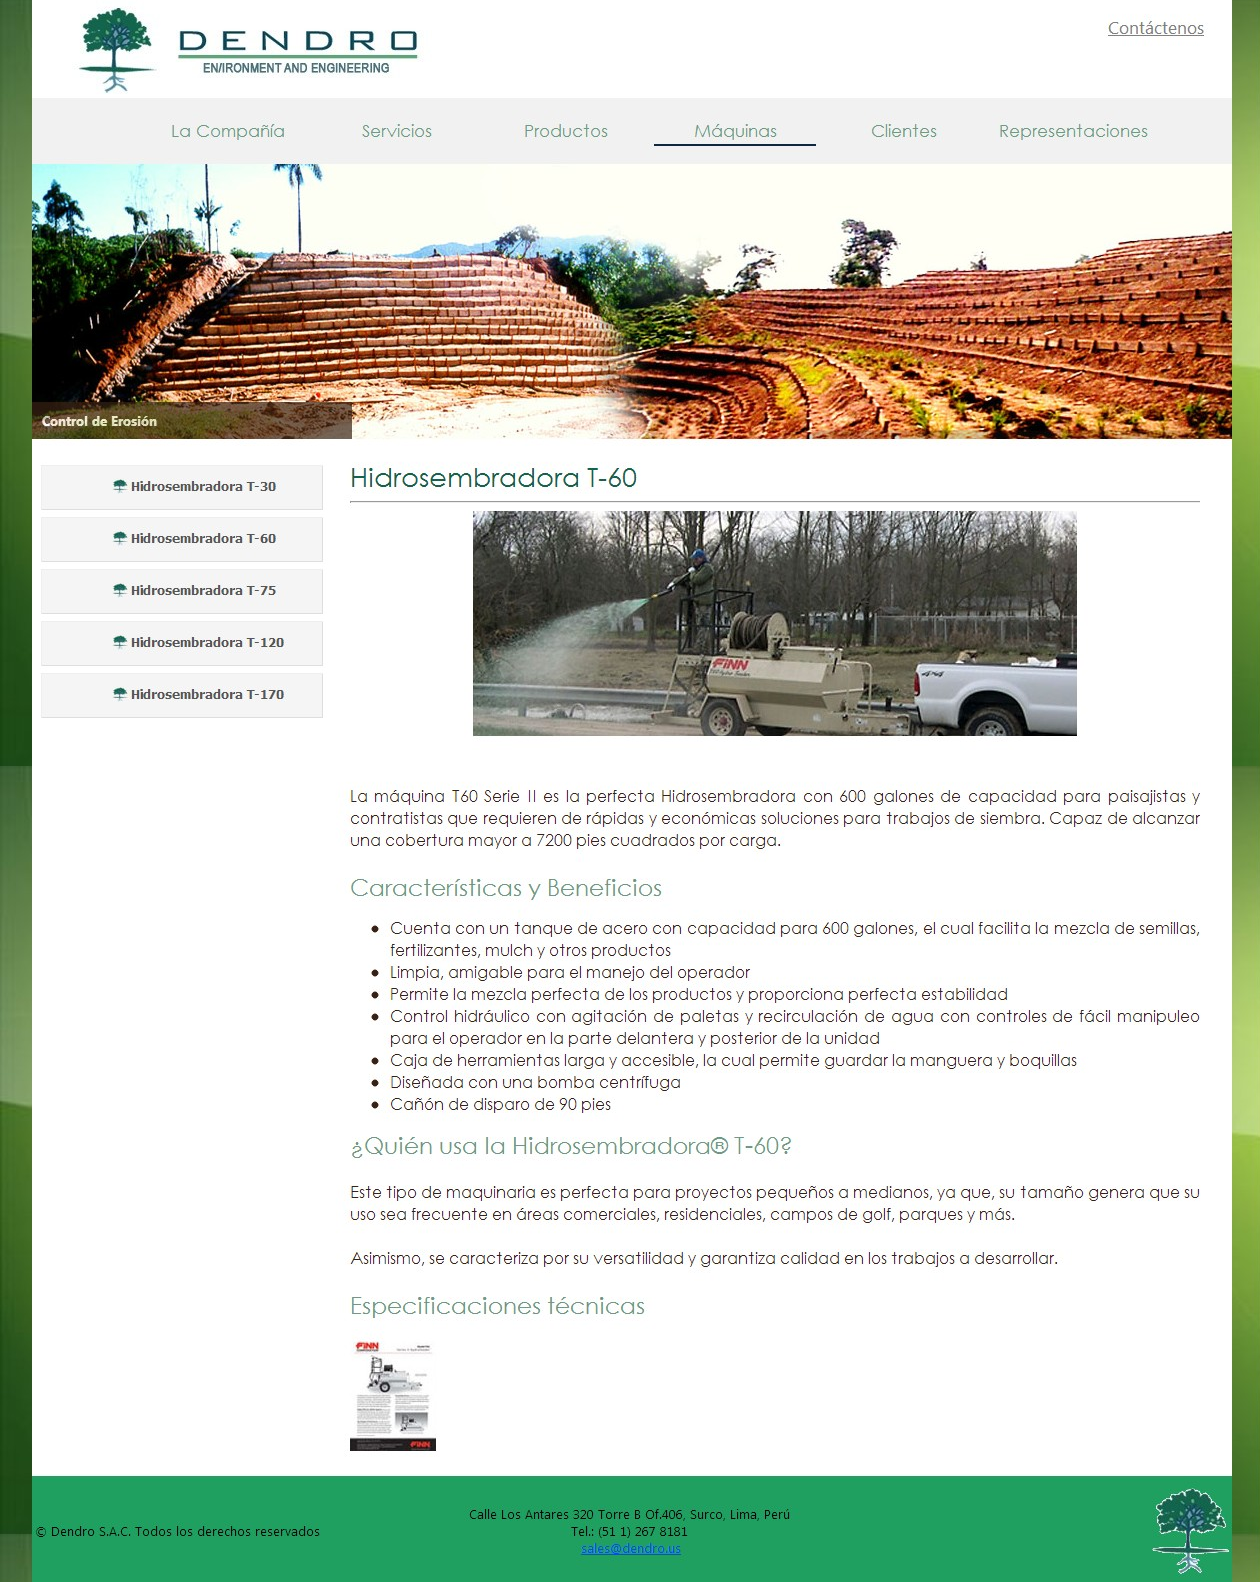 DENDRO
ENVIRONMENT AND ENGINEERING
Contáctenos
La Compañía
Servicios
Productos
Máquinas
Clientes
Representaciones
Control de Erosión
Hidrosembradora T-30
Hidrosembradora T-60
Hidrosembradora T-75
Hidrosembradora T-120
Hidrosembradora T-170
Hidrosembradora T-60
FINN
4x4
La máquina T60 Serie II es la perfecta Hidrosembradora con 600 galones de capacidad para paisajistas y
contratistas que requieren de rápidas y económicas soluciones para trabajos de siembra. Capaz de alcanzar
una cobertura mayor a 7200 pies cuadrados por carga.
Características y Beneficios
• Cuenta con un tanque de acero con capacidad para 600 galones, el cual facilita la mezcla de semillas,
fertilizantes, mulch y otros productos
• Limpia, amigable para el manejo del operador
• Permite la mezcla perfecta de los productos y proporciona perfecta estabilidad
• Control hidráulico con agitación de paletas y recirculación de agua con controles de fácil manipuleo
para el operador en la parte delantera y posterior de la unidad
• Caja de herramientas larga y accesible, la cual permite guardar la manguera y boquillas
• Diseñada con una bomba centrífuga
• Cañón de disparo de 90 pies
¿Quién usa la Hidrosembradora® T-60?
Este tipo de maquinaria es perfecta para proyectos pequeños a medianos, ya que, su tamaño genera que su
uso sea frecuente en áreas comerciales, residenciales, campos de golf, parques y más.
Asimismo, se caracteriza por su versatilidad y garantiza calidad en los trabajos a desarrollar.
Especificaciones técnicas
FINN
FINN
© Dendro S.A.C. Todos los derechos reservados
Calle Los Antares 320 Torre B Of.406, Surco, Lima, Perú
Tel.: (51 1) 267 8181
sales@dendro.us